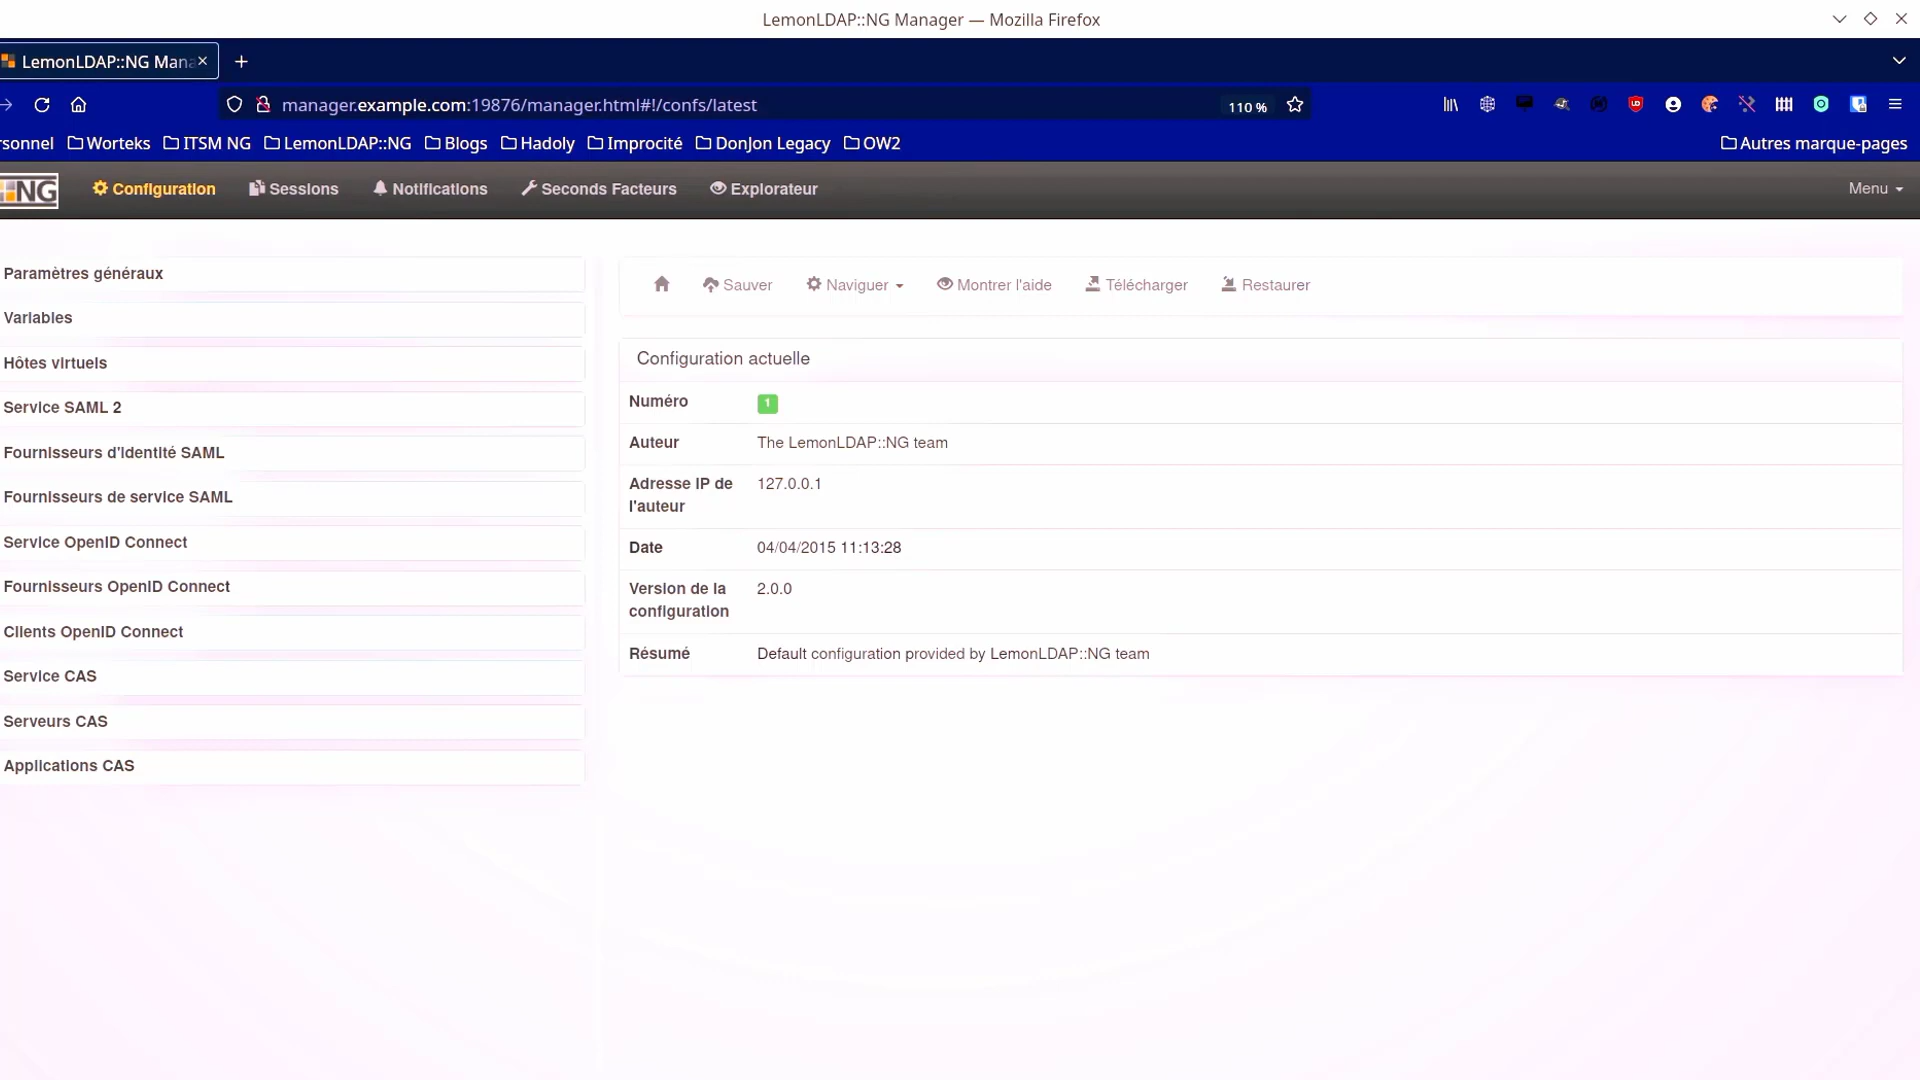 LemonLDAP::NG Manager — Mozilla Firefox
LemonLDAP::NG Mana
manager.example.com:19876/manager.html#!/confs/latest
110 %
rsonnel Worteks ITSM NG LemonLDAP::NG Blogs Hadoly Improcité DonJon Legacy OW2 Autres marque-pages
NG Configuration Sessions Notifications Seconds Facteurs Explorateur Menu
Paramètres généraux
Variables
Hôtes virtuels
Service SAML 2
Fournisseurs d'identité SAML
Fournisseurs de service SAML
Service OpenID Connect
Fournisseurs OpenID Connect
Clients OpenID Connect
Service CAS
Serveurs CAS
Applications CAS
Sauver Naviguer Montrer l'aide Télécharger Restaurer
Configuration actuelle
Numéro 1
Auteur The LemonLDAP::NG team
Adresse IP de 127.0.0.1
l'auteur
Date 04/04/2015 11:13:28
Version de la 2.0.0
configuration
Résumé Default configuration provided by LemonLDAP::NG team